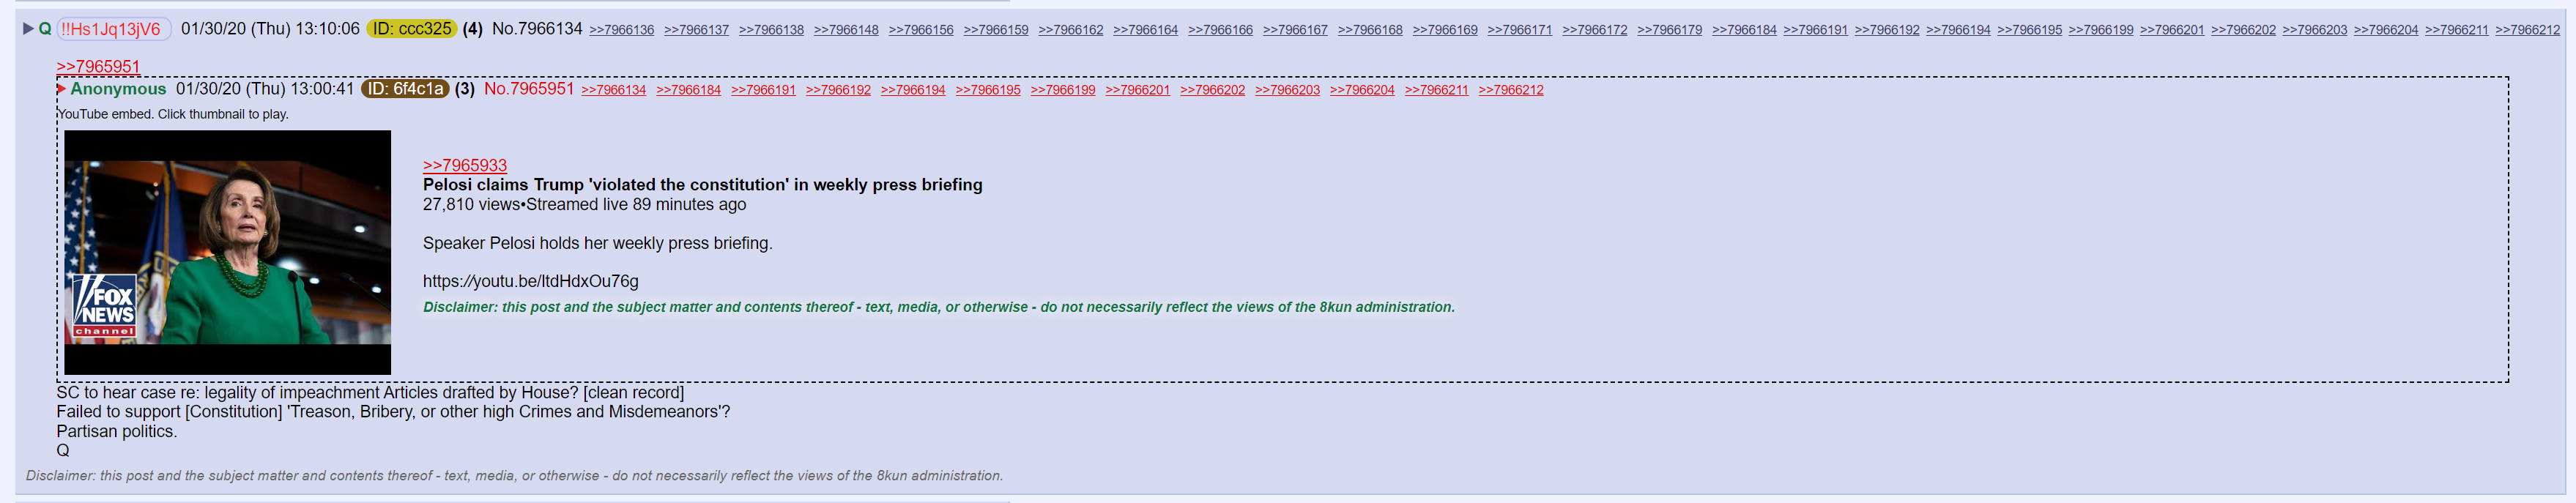 ▶ Q !!Hs1Jq13jV6 01/30/20 (Thu) 13:10:06 ID: ccc325 (4) No.7966134 >>7966136 >>7966137 >>7966138 >>7966148 >>7966156 >>7966159 >>7966162 >>7966164 >>7966166 >>7966167 >>7966168 >>7966169 >>7966171 >>7966172 >>7966179 >>7966184 >>7966191 >>7966192 >>7966194 >>7966195 >>7966199 >>7966201 >>7966202 >>7966203 >>7966204 >>7966211 >>7966212
>>7965951
▶ Anonymous 01/30/20 (Thu) 13:00:41 ID: 6f4c1a (3) No.7965951 >>7966134 >>7966184 >>7966191 >>7966192 >>7966194 >>7966195 >>7966199 >>7966201 >>7966202 >>7966203 >>7966204 >>7966211 >>7966212
YouTube embed. Click thumbnail to play.
FOX
NEWS
channel
>>7965933
Pelosi claims Trump 'violated the constitution' in weekly press briefing
27,810 views•Streamed live 89 minutes ago
Speaker Pelosi holds her weekly press briefing.
https://youtu.be/ltdHdxOu76g
Disclaimer: this post and the subject matter and contents thereof - text, media, or otherwise - do not necessarily reflect the views of the 8kun administration.
SC to hear case re: legality of impeachment Articles drafted by House? [clean record]
Failed to support [Constitution] 'Treason, Bribery, or other high Crimes and Misdemeanors'?
Partisan politics.
Q
Disclaimer: this post and the subject matter and contents thereof - text, media, or otherwise - do not necessarily reflect the views of the 8kun administration.